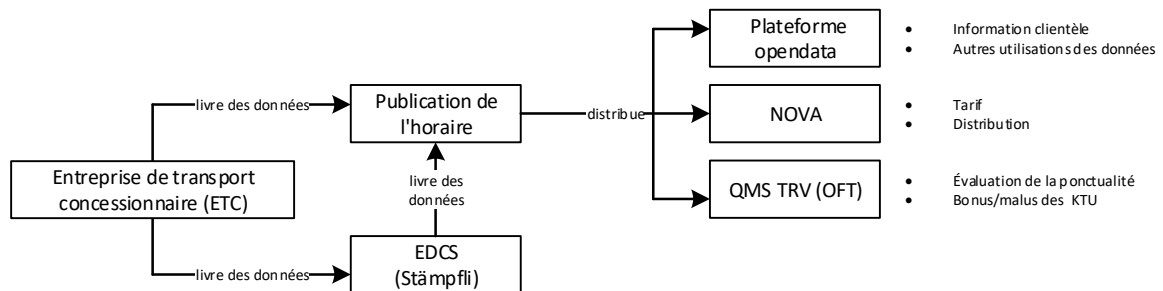 Plateforme
opendata
Information clientèle
Autres utilisations des données
livre des données
Publication de
l'horaire
distribue
NOVA
Tarif
Distribution
Entreprise de transport
concessionnaire (ETC)
livre des
données
QMS TRV (OFT)
Évaluation de la ponctualité
Bonus/malus des KTU
livre des données
EDCS
(Stämpfli)